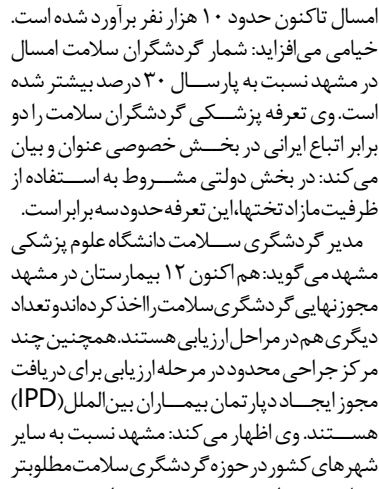 امسال تاکنون حدود ۱۰ هزار نفر برآورد شده است.
خیامی می‌افزاید: شمار گردشگران سلامت امسال
در مشهد نسبت به پارسال ۳۰ درصد بیشتر شده
است. وی تعرفه پزشکی گردشگران سلامت را دو
برابر اتباع ایرانی در بخش خصوصی عنوان و بیان
می‌کند: در بخش دولتی مشروط به استفاده از
ظرفیت مازاد تختها، این تعرفه حدود سه برابر است.
مدیر گردشگری سلامت دانشگاه علوم پزشکی
مشهد می‌گوید: هم اکنون ۱۲ بیمارستان در مشهد
مجوز نهایی گردشگری سلامت را اخذ کرده‌اند و تعداد
دیگری هم در مراحل ارزیابی هستند. همچنین چند
مرکز جراحی محدود در مرحله ارزیابی برای دریافت
مجوز ایجاد دپارتمان بیماران بین‌الملل (IPD)
هستند. وی اظهار می‌کند: مشهد نسبت به سایر
شهرهای کشور در حوزه گردشگری سلامت مطلوبتر